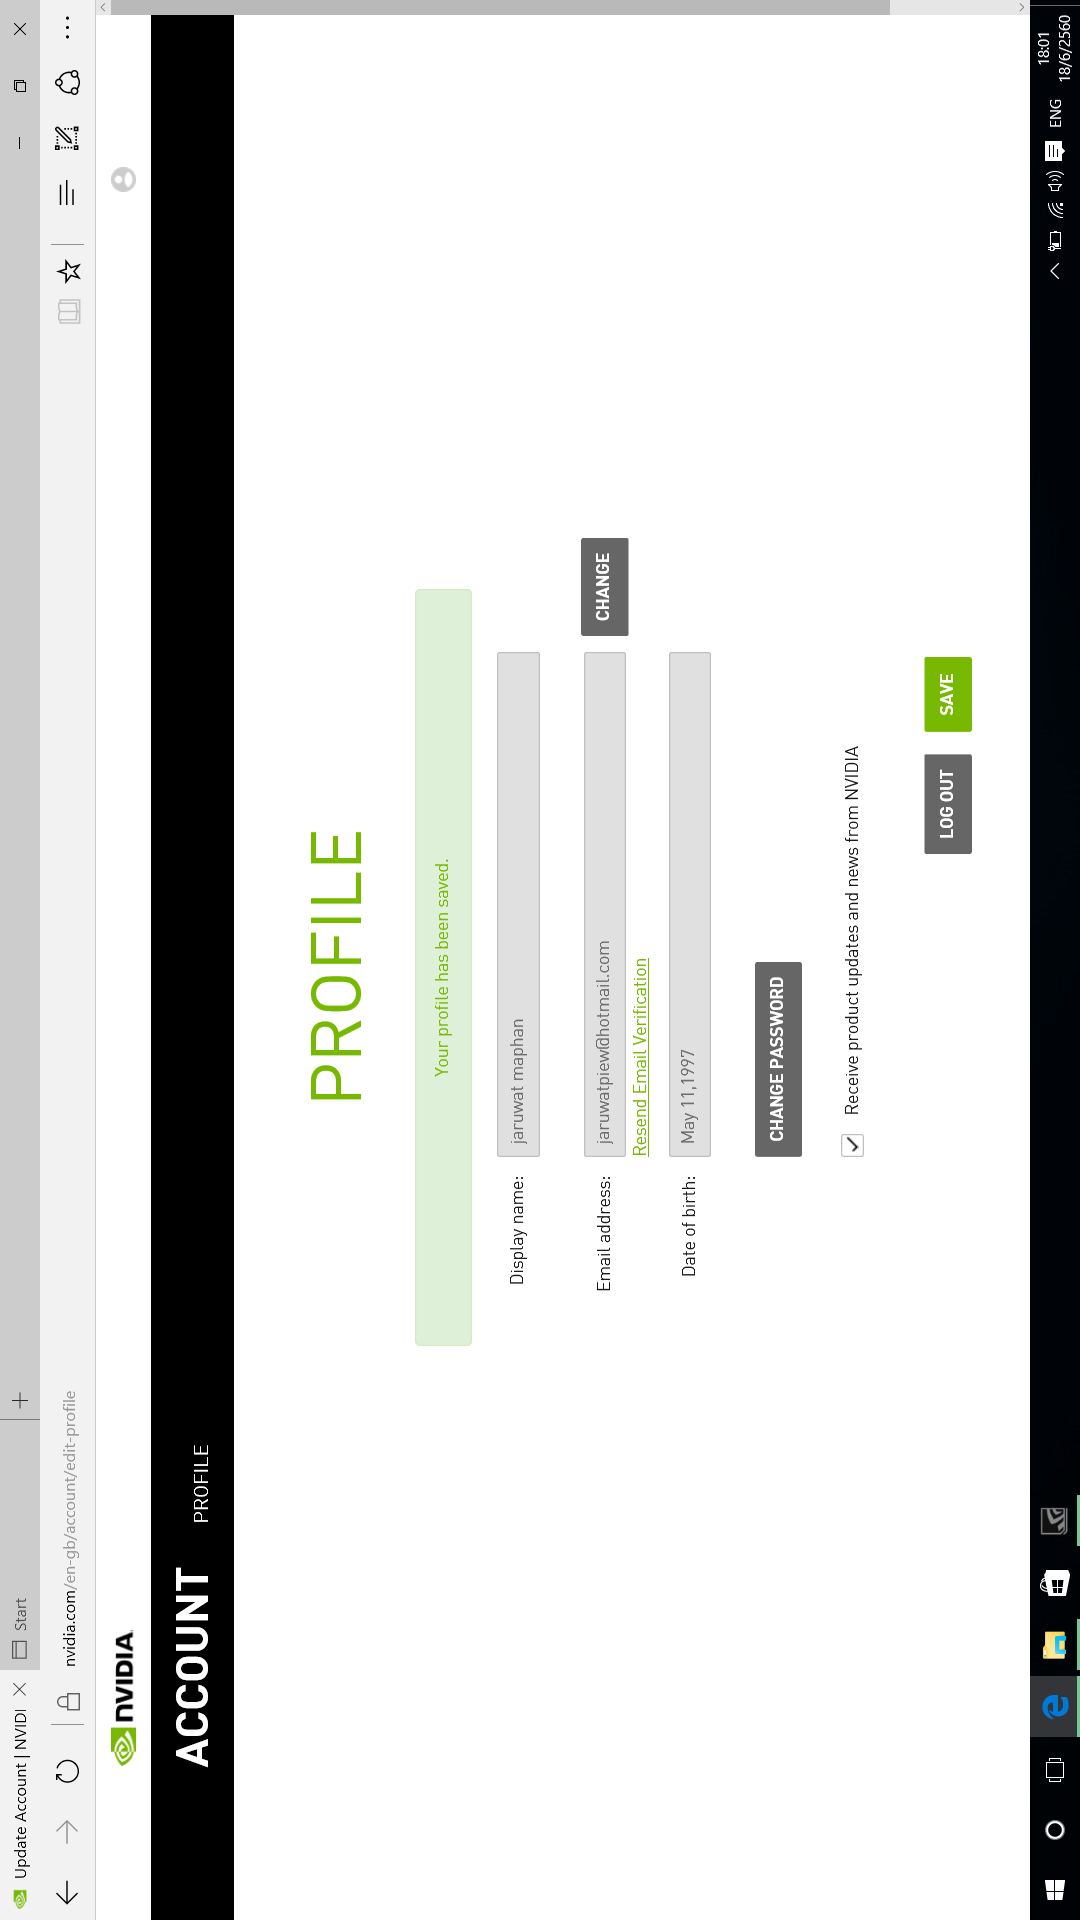 Update Account | NVIDI
Start
nvidia.com/en-gb/account/edit-profile
NVIDIA
ACCOUNT
PROFILE
PROFILE
Your profile has been saved.
Display name:
jaruwat maphan
Email address:
jaruwatpiew@hotmail.com
CHANGE
Resend Email Verification
Date of birth:
May 11,1997
CHANGE PASSWORD
Receive product updates and news from NVIDIA
LOG OUT
SAVE
ENG
18:01
18/6/2560